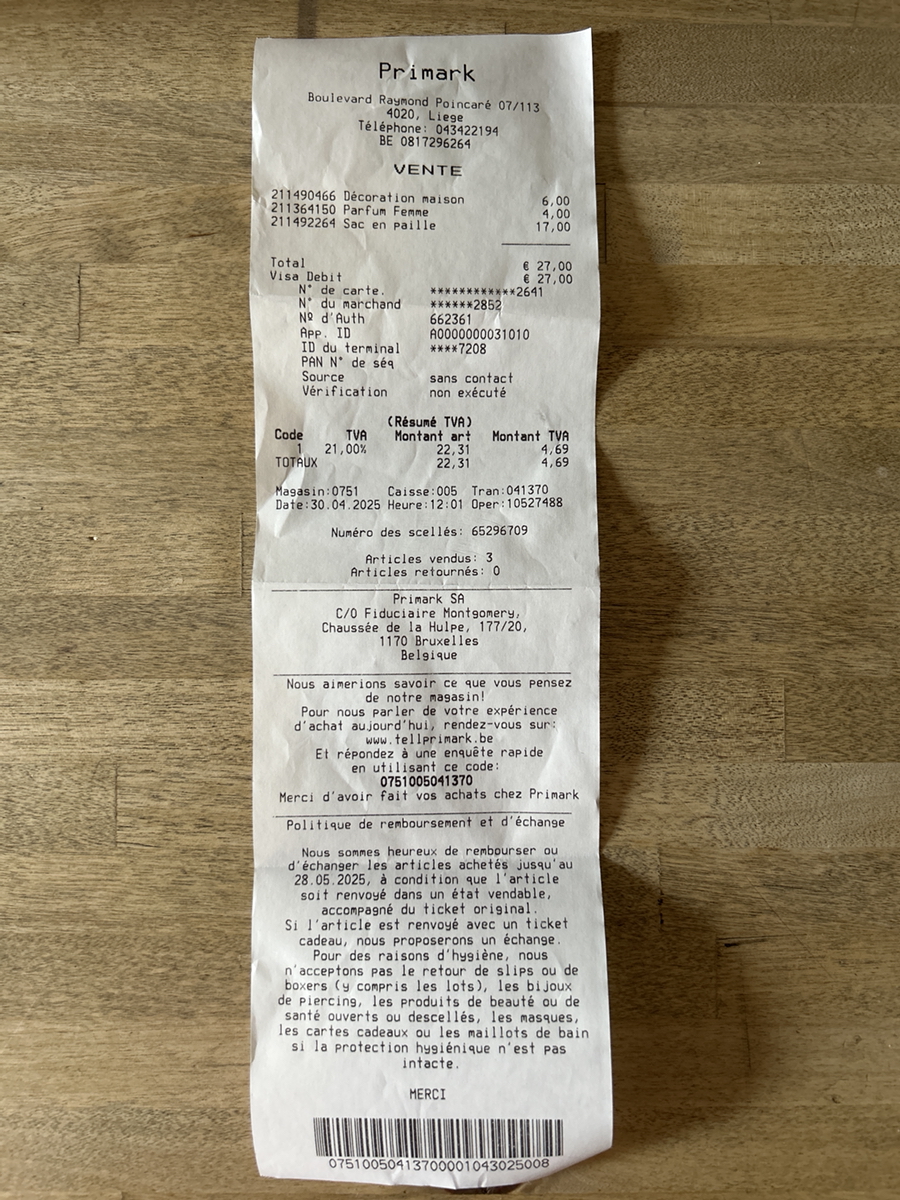 Primark
Boulevard Raymond Poincaré 07/113
4020, Liege
Téléphone: 043422194
BE 0817296264
VENTE
211490466 Décoration maison 6,00
211364150 Parfum Femme 4,00
211492264 Sac en paille 17,00
Total € 27,00
Visa Debit € 27,00
N° de carte. ************2641
N° du marchand ******2852
Nº d'Auth 662361
App. ID A0000000031010
ID du terminal ****7208
PAN N° de séq
Source sans contact
Vérification non exécuté
(Résumé TVA)
Code TVA Montant art Montant TVA
1 21,00% 22,31 4,69
TOTAUX 22,31 4,69
Magasin:0751 Caisse:005 Tran:041370
Date:30.04.2025 Heure:12:01 Oper:10527488
Numéro des scellés: 65296709
Articles vendus: 3
Articles retournés: 0
Primark SA
C/O Fiduciaire Montgomery,
Chaussée de la Hulpe, 177/20,
1170 Bruxelles
Belgique
Nous aimerions savoir ce que vous pensez
de notre magasin!
Pour nous parler de votre expérience
d'achat aujourd'hui, rendez-vous sur:
www.tellprimark.be
Et répondez à une enquête rapide
en utilisant ce code:
0751005041370
Merci d'avoir fait vos achats chez Primark
Politique de remboursement et d'échange
Nous sommes heureux de rembourser ou
d'échanger les articles achetés jusqu'au
28.05.2025, à condition que l'article
soit renvoyé dans un état vendable,
accompagné du ticket original.
Si l'article est renvoyé avec un ticket
cadeau, nous proposerons un échange.
Pour des raisons d'hygiène, nous
n'acceptons pas le retour de slips ou de
boxers (y compris les lots), les bijoux
de piercing, les produits de beauté ou de
santé ouverts ou descellés, les masques,
les cartes cadeaux ou les maillots de bain
si la protection hygiénique n'est pas
intacte.
MERCI
07510050413700001043025008